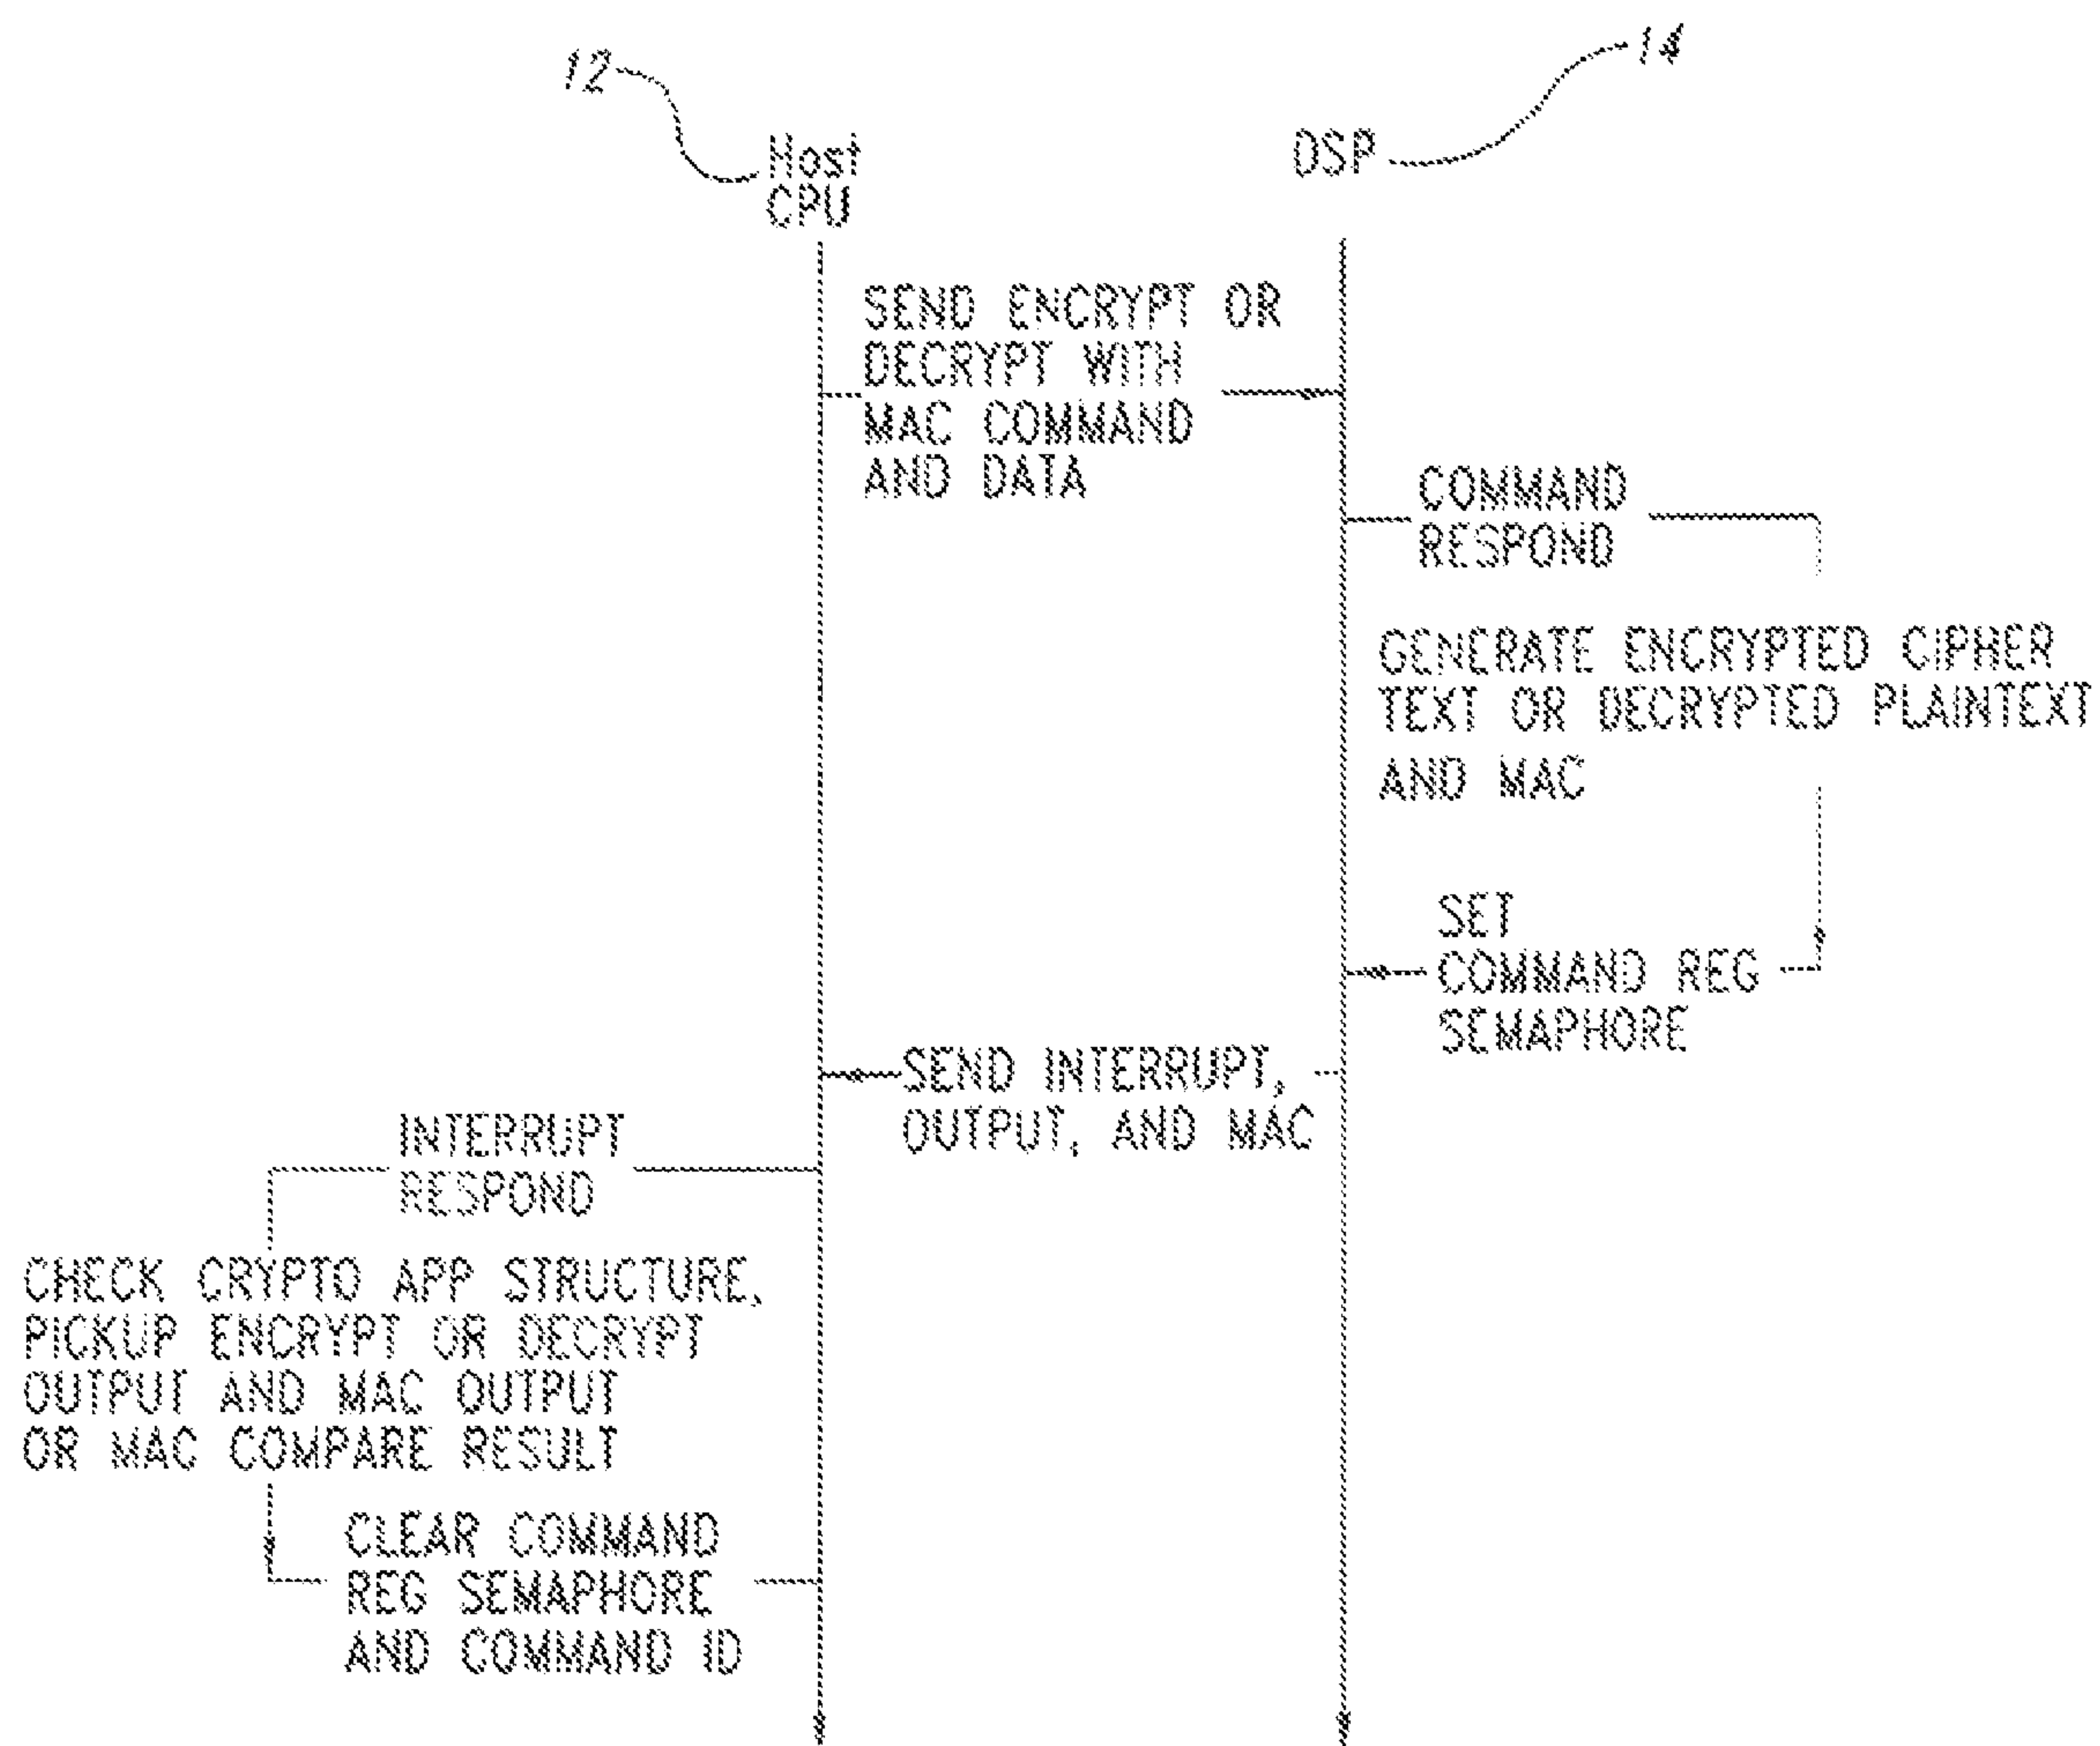 12
14
Host
CPU
DSP
SEND ENCRYPT OR
DECRYPT WITH
MAC COMMAND
AND DATA
COMMAND
RESPOND
GENERATE ENCRYPTED CIPHER
TEXT OR DECRYPTED PLAINTEXT
AND MAC
SET
COMMAND REG
SEMAPHORE
SEND INTERRUPT,
OUTPUT, AND MAC
INTERRUPT
RESPOND
CHECK CRYPTO APP STRUCTURE,
PICKUP ENCRYPT OR DECRYPT
OUTPUT AND MAC OUTPUT
OR MAC COMPARE RESULT
CLEAR COMMAND
REG SEMAPHORE
AND COMMAND ID